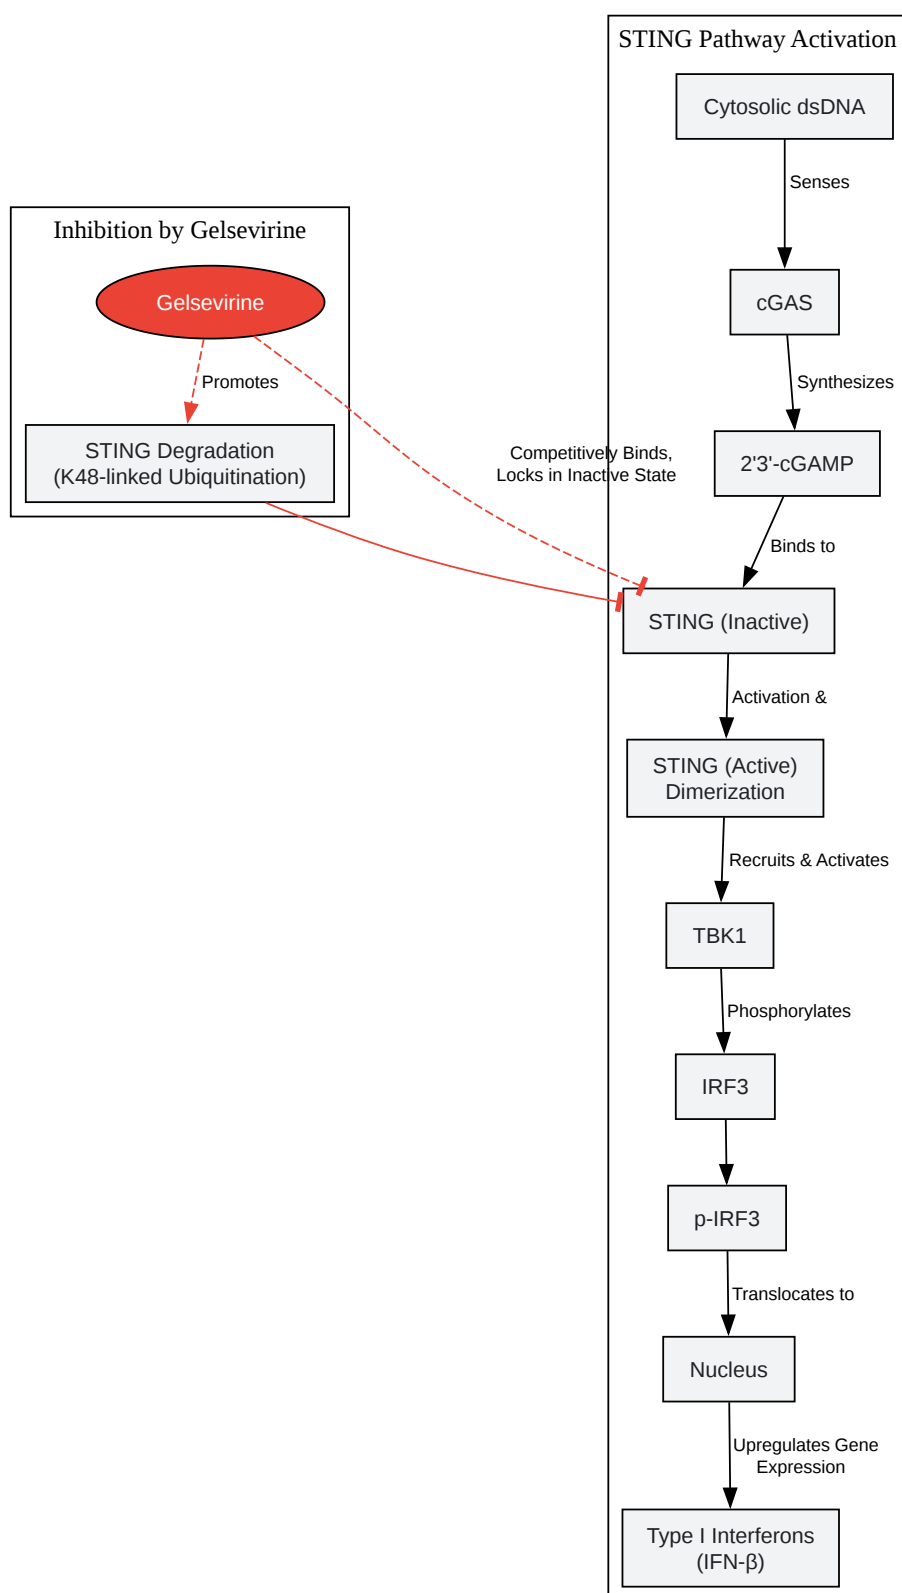 STING Pathway Activation
Cytosolic dsDNA
Senses
Inhibition by Gelsevirine
Gelsevirine
cGAS
Promotes
Synthesizes
STING Degradation
(K48-linked Ubiquitination)
Competitively Binds,
Locks in Inactive State
2'3'-cGAMP
Binds to
STING (Inactive)
Activation &
STING (Active)
Dimerization
Recruits & Activates
TBK1
Phosphorylates
IRF3
p-IRF3
Translocates to
Nucleus
Upregulates Gene
Expression
Type I Interferons
(IFN-β)